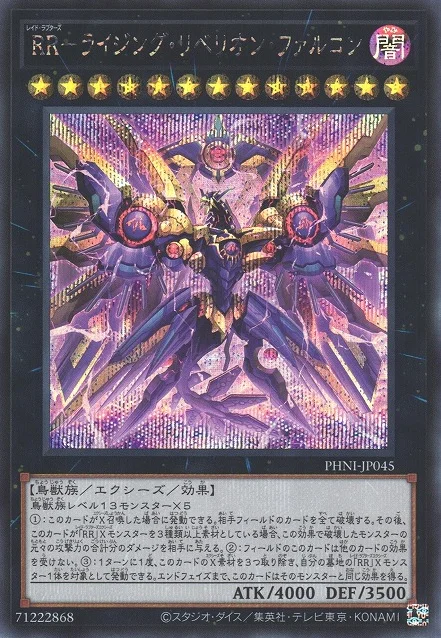 レイド・ラプターズ
RR-ライジング・リベリオン・ファルコン
やみ
闇
PHNI-JP045
【鳥獣族/エクシーズ/効果】
鳥獣族レベル13モンスター×5
①:このカードがX召喚した場合に発動できる。相手フィールドのカードを全て破壊する。その後、
このカードが「RR」Xモンスターを3種類以上素材としている場合、この効果で破壊したモンスターの
元々の攻撃力の合計分のダメージを相手に与える。②:フィールドのこのカードは他のカードの効果
を受けない。③:1ターンに1度、このカードのX素材を3つ取り除き、自分の墓地の「RR」Xモンス
ター1体を対象として発動できる。エンドフェイズまで、このカードはそのモンスターと同じ効果を得る。
ATK/4000 DEF/3500
71222868
©スタジオ・ダイス/集英社・テレビ東京・KONAMI